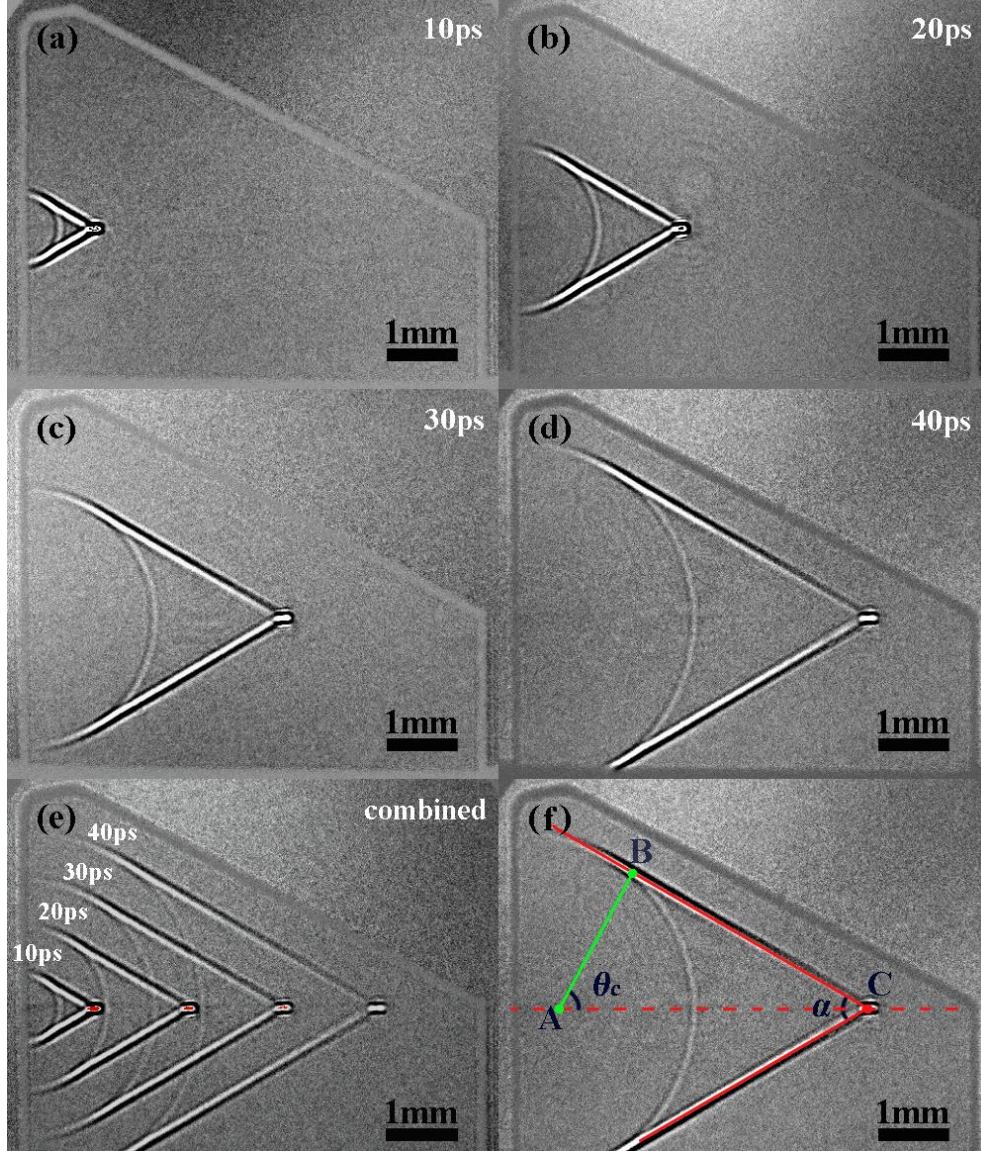 (a) 10ps
1mm
(b) 20ps
1mm
(c) 30ps
1mm
(d) 40ps
1mm
(e) combined
40ps
30ps
20ps
10ps
1mm
(f)
B
θc
A
α
C
1mm